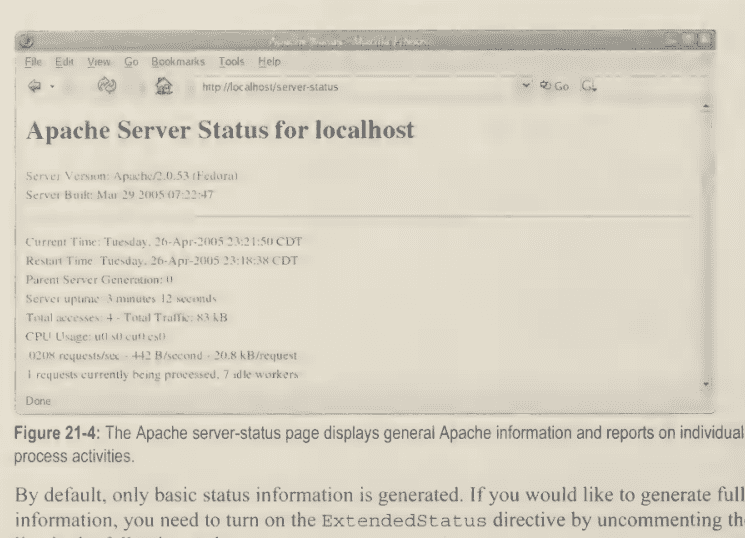 Apache Status - Mozilla Firefox
File Edit View Go Bookmarks Tools Help
http://localhost/server-status
Go
Apache Server Status for localhost
Server Version: Apache/2.0.53 (Fedora)
Server Built: Mar 29 2005 07:22:47
Current Time: Tuesday, 26-Apr-2005 23:21:50 CDT
Restart Time: Tuesday, 26-Apr-2005 23:18:38 CDT
Parent Server Generation: 0
Server uptime: 3 minutes 12 seconds
Total accesses: 4 - Total Traffic: 83 kB
CPU Usage: u0 s0 cu0 cs0
.0208 requests/sec - 442 B/second - 20.8 kB/request
1 requests currently being processed, 7 idle workers
Done
Figure 21-4: The Apache server-status page displays general Apache information and reports on individual
process activities.
By default, only basic status information is generated. If you would like to generate full
information, you need to turn on the ExtendedStatus directive by uncommenting the